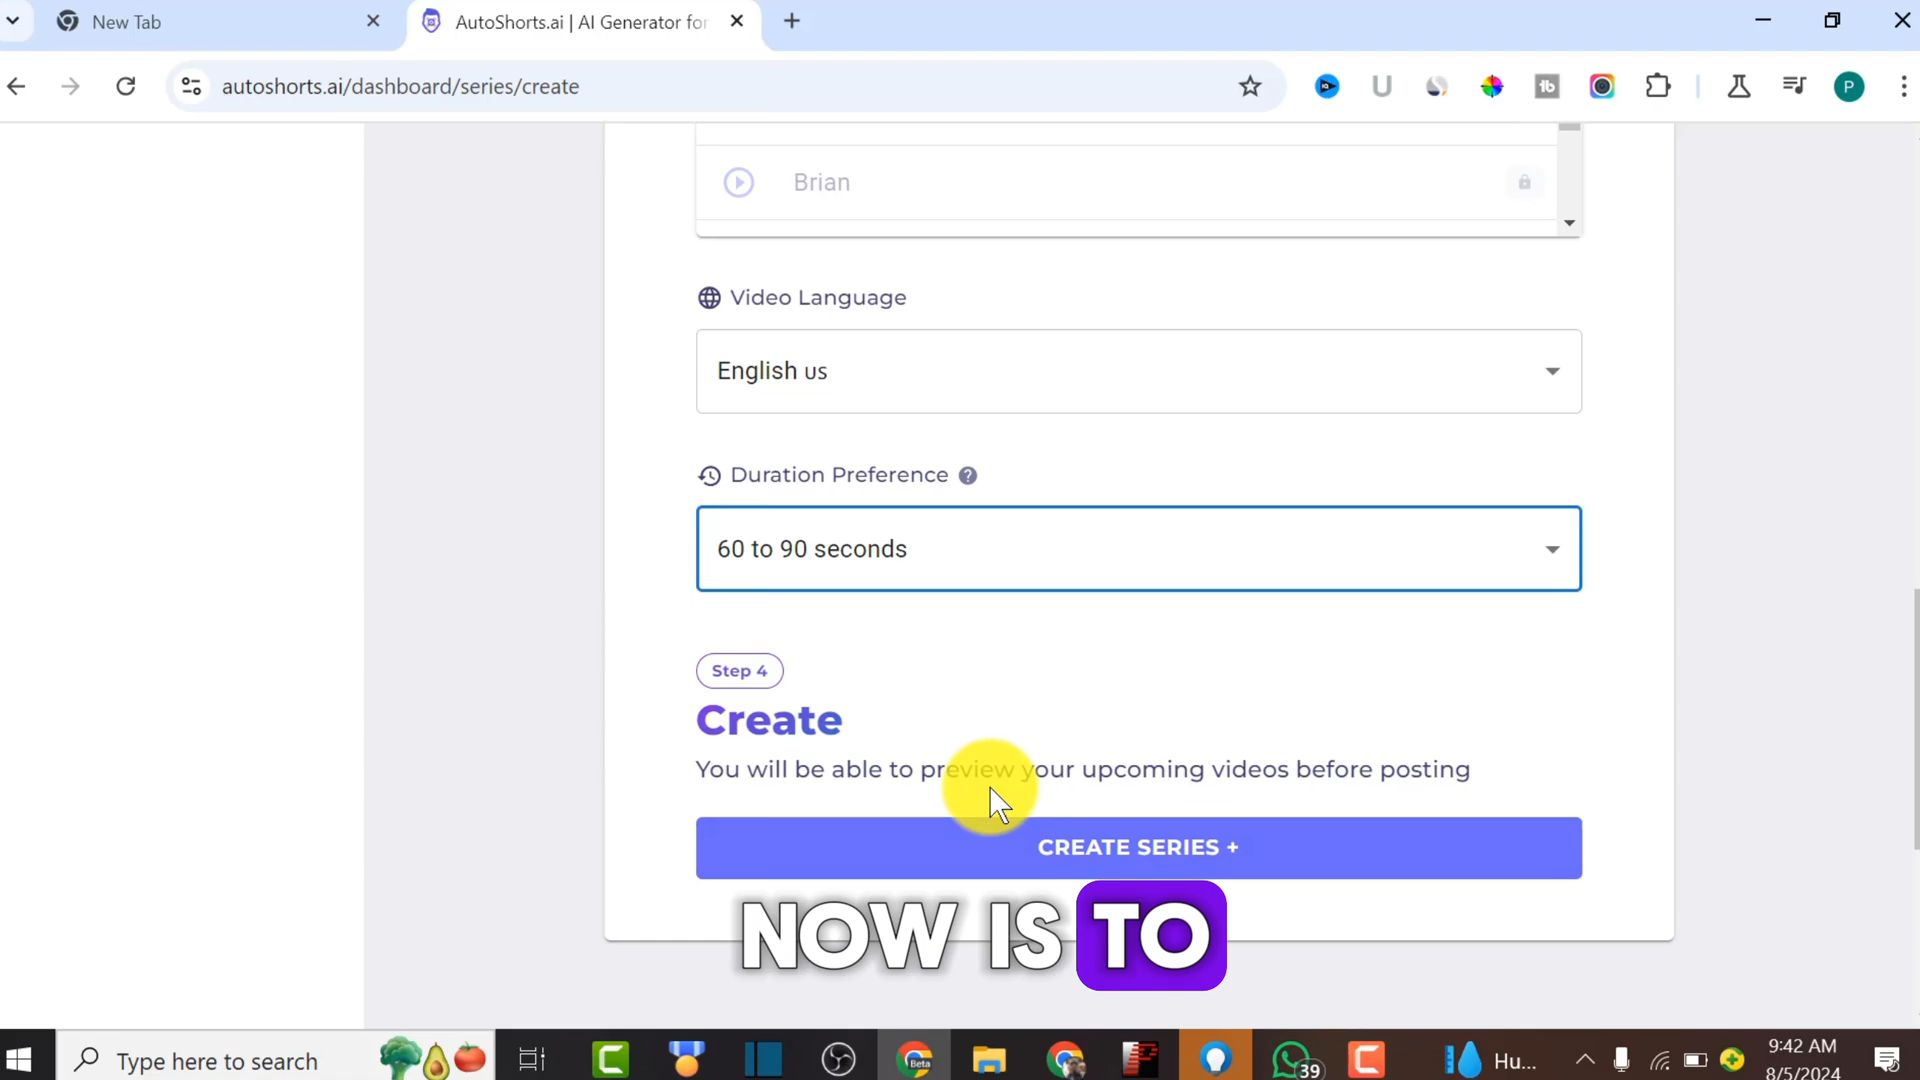 New Tab
AutoShorts.ai | AI Generator for
autoshorts.ai/dashboard/series/create
U
tb
P
Brian
Video Language
English us
Duration Preference ?
60 to 90 seconds
Step 4
Create
You will be able to preview your upcoming videos before posting
CREATE SERIES +
NOW IS TO
Type here to search
Beta
39
Hu...
9:42 AM
8/5/2024